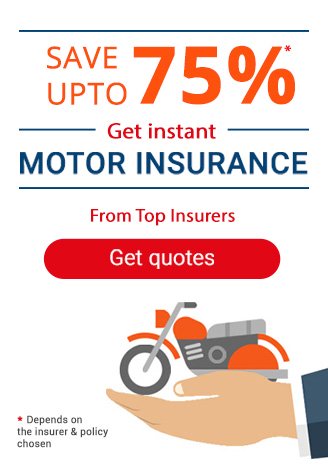 SAVE
UPTO 75%*
Get instant
MOTOR INSURANCE
From Top Insurers
Get quotes
* Depends on
the insurer & policy
chosen